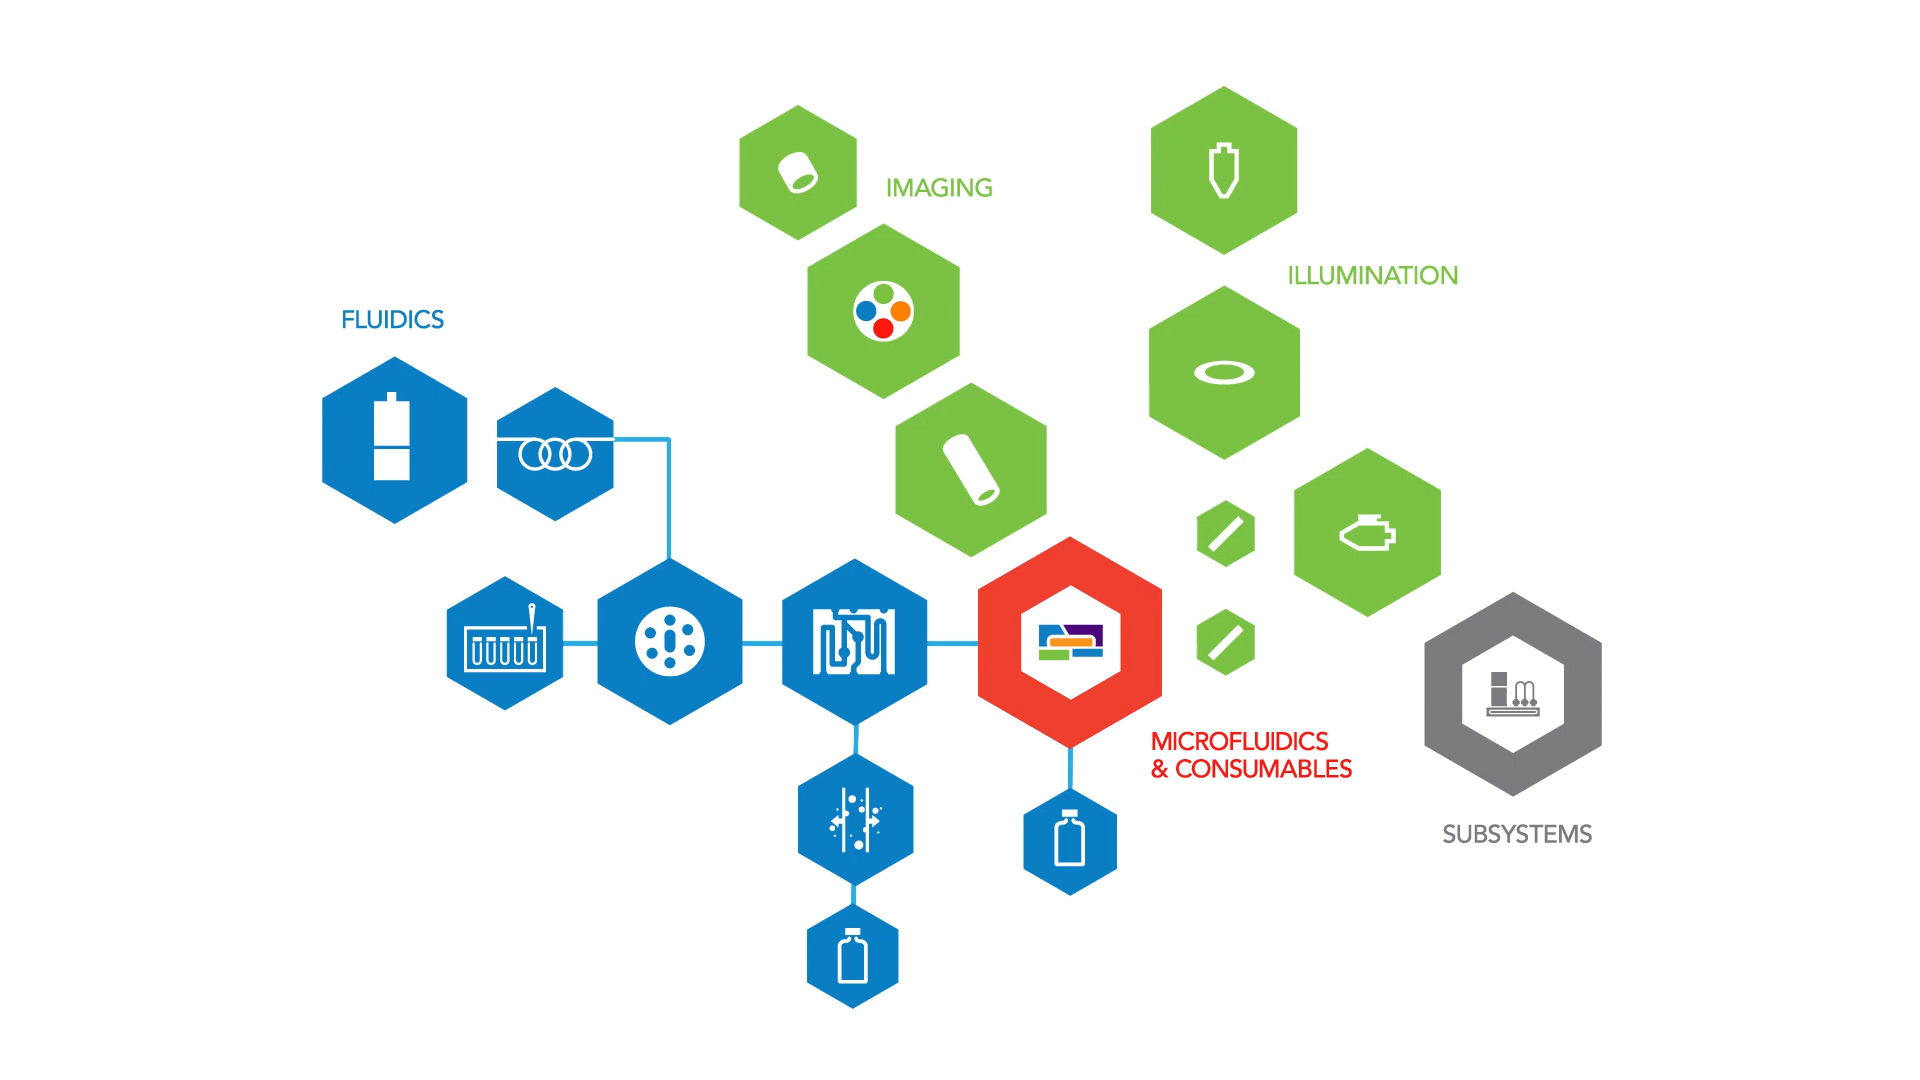 IMAGING
ILLUMINATION
FLUIDICS
MICROFLUIDICS
& CONSUMABLES
SUBSYSTEMS